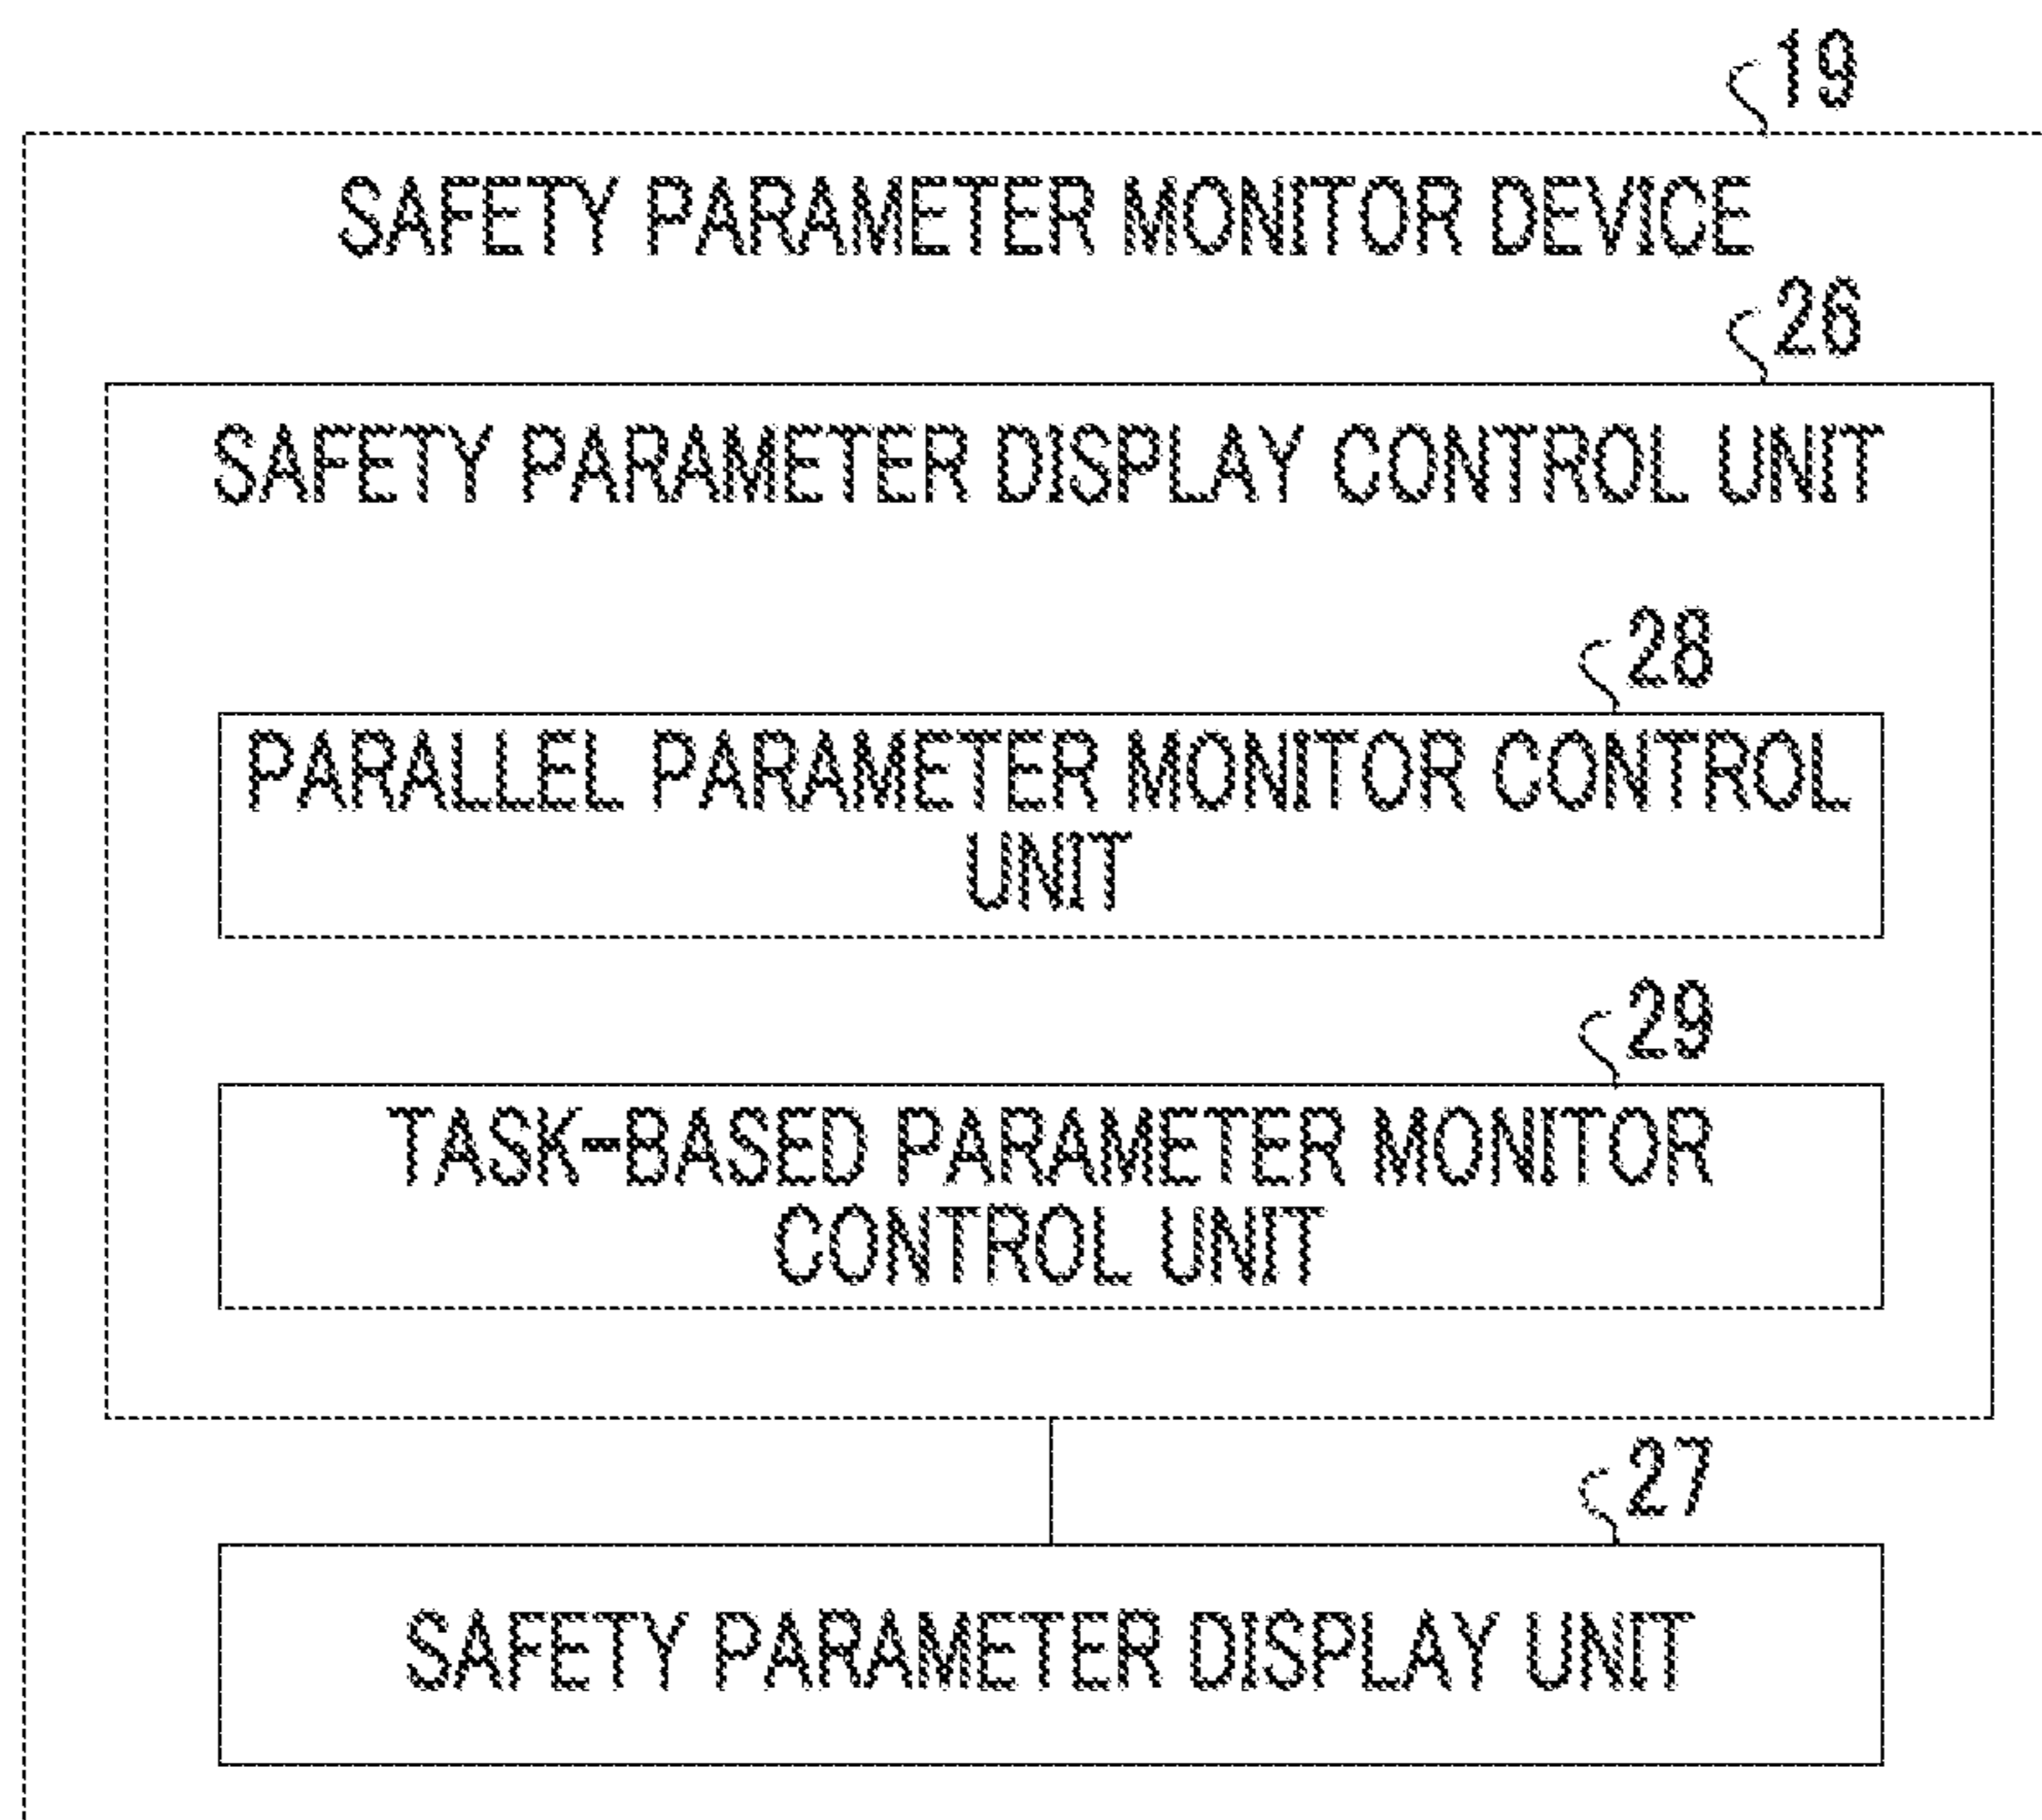 19
SAFETY PARAMETER MONITOR DEVICE
26
SAFETY PARAMETER DISPLAY CONTROL UNIT
28
PARALLEL PARAMETER MONITOR CONTROL
UNIT
29
TASK-BASED PARAMETER MONITOR
CONTROL UNIT
27
SAFETY PARAMETER DISPLAY UNIT